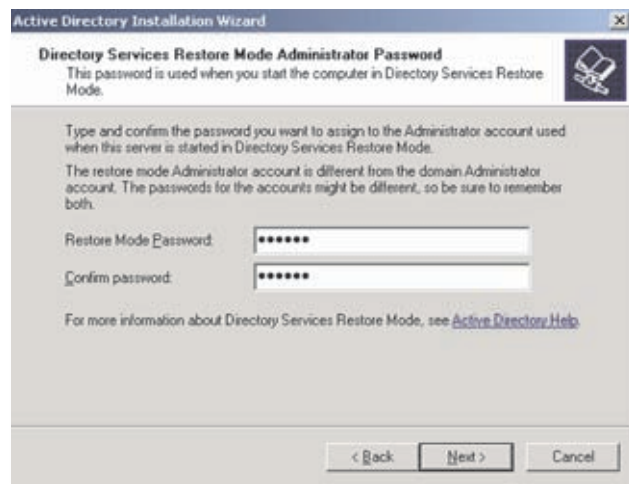 Active Directory Installation Wizard
Directory Services Restore Mode Administrator Password
This password is used when you start the computer in Directory Services Restore
Mode.
Type and confirm the password you want to assign to the Administrator account used
when this server is started in Directory Services Restore Mode.
The restore mode Administrator account is different from the domain Administrator
account. The passwords for the accounts might be different, so be sure to remember
both.
Restore Mode Password: ••••••
Confirm password: ••••••
For more information about Directory Services Restore Mode, see Active Directory Help.
< Back Next > Cancel